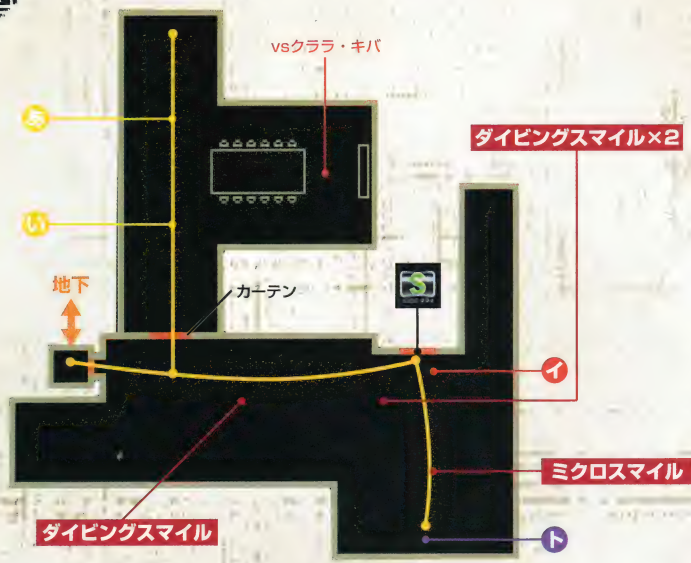 vsクララ・キバ
あ
ダイビングスマイル×2
い
地下
カーテン
S
イ
ミクロスマイル
ダイビングスマイル
ト